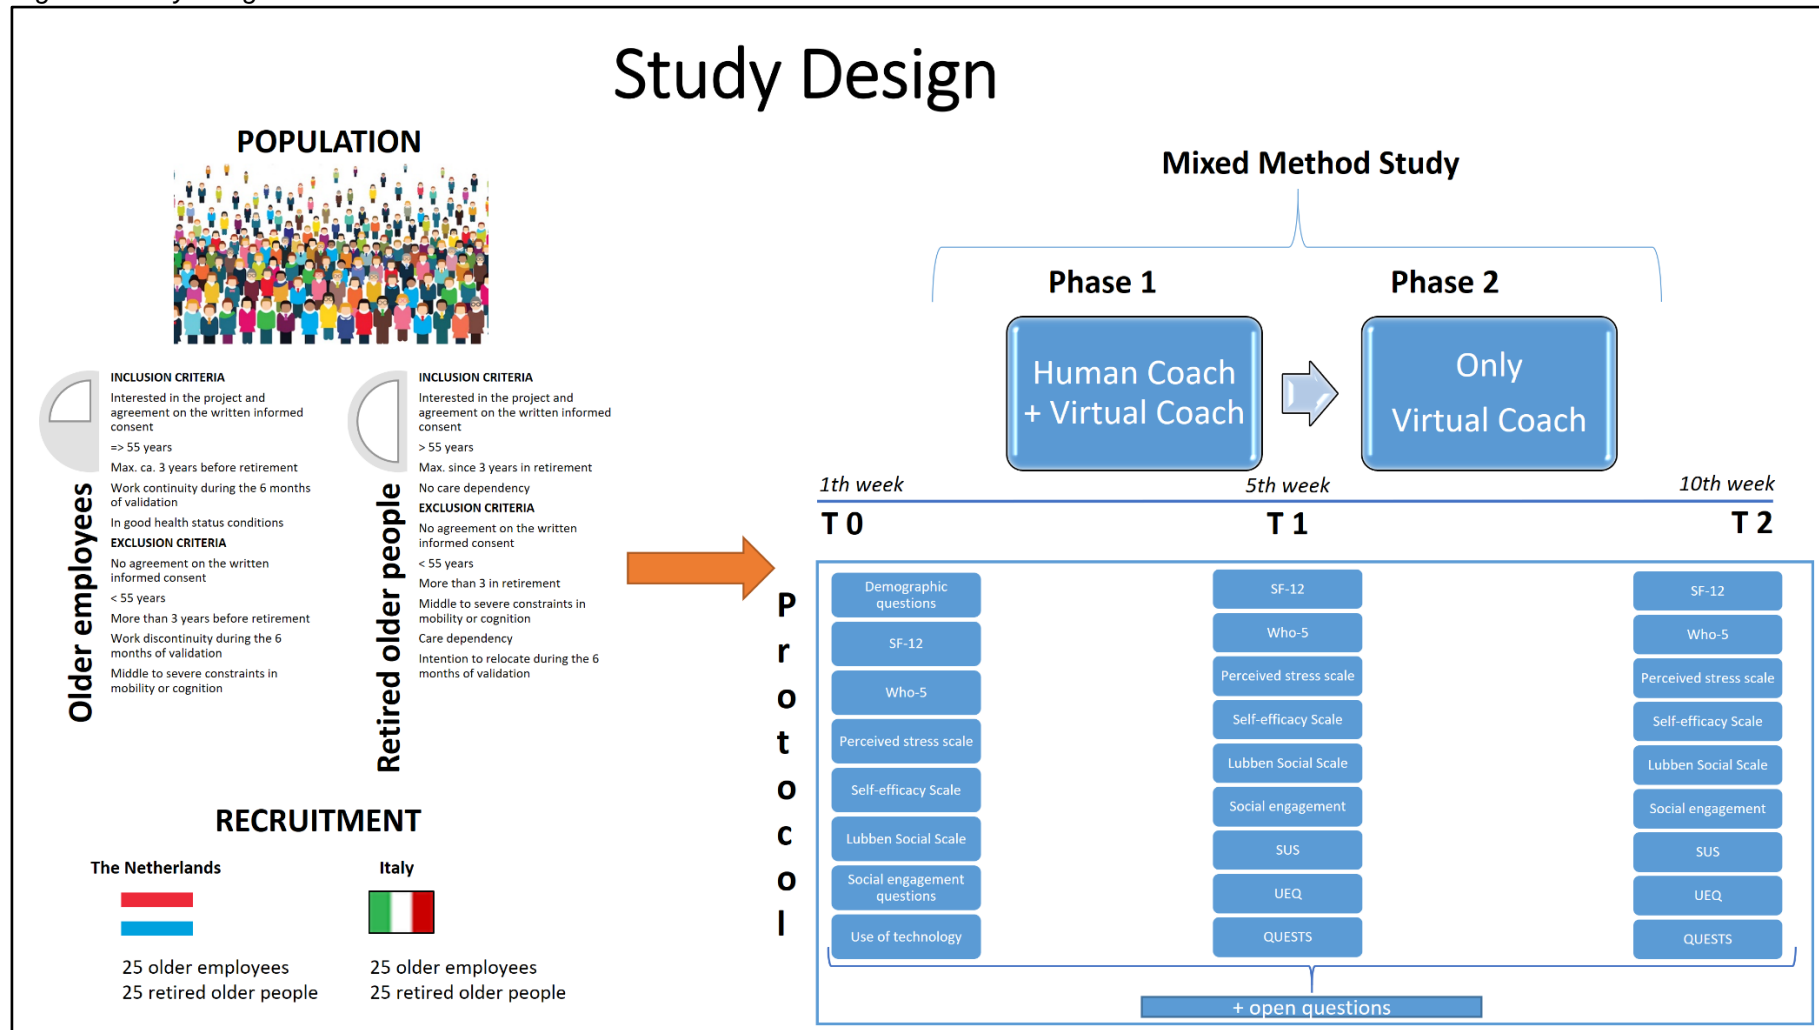 Study Design
POPULATION
INCLUSION CRITERIA
Interested in the project and
agreement on the written informed
consent
=> 55 years
Max. ca. 3 years before retirement
Work continuity during the 6 months
of validation
In good health status conditions
EXCLUSION CRITERIA
No agreement on the written
informed consent
< 55 years
More than 3 years before retirement
Work discontinuity during the 6
months of validation
Middle to severe constraints in
mobility or cognition
Older employees
INCLUSION CRITERIA
Interested in the project and
agreement on the written informed
consent
> 55 years
Max. since 3 years in retirement
No care dependency
EXCLUSION CRITERIA
No agreement on the written
informed consent
< 55 years
More than 3 in retirement
Middle to severe constraints in
mobility or cognition
Care dependency
Intention to relocate during the 6
months of validation
Retired older people
RECRUITMENT
The Netherlands
25 older employees
25 retired older people
Italy
25 older employees
25 retired older people
Mixed Method Study
Phase 1
Human Coach
+ Virtual Coach
Phase 2
Only
Virtual Coach
1th week
5th week
10th week
T 0
T 1
T 2
Protocol
Demographic
questions
SF-12
Who-5
Perceived stress scale
Self-efficacy Scale
Lubben Social Scale
Social engagement
questions
Use of technology
SF-12
Who-5
Perceived stress scale
Self-efficacy Scale
Lubben Social Scale
Social engagement
SUS
UEQ
QUESTS
SF-12
Who-5
Perceived stress scale
Self-efficacy Scale
Lubben Social Scale
Social engagement
SUS
UEQ
QUESTS
+ open questions